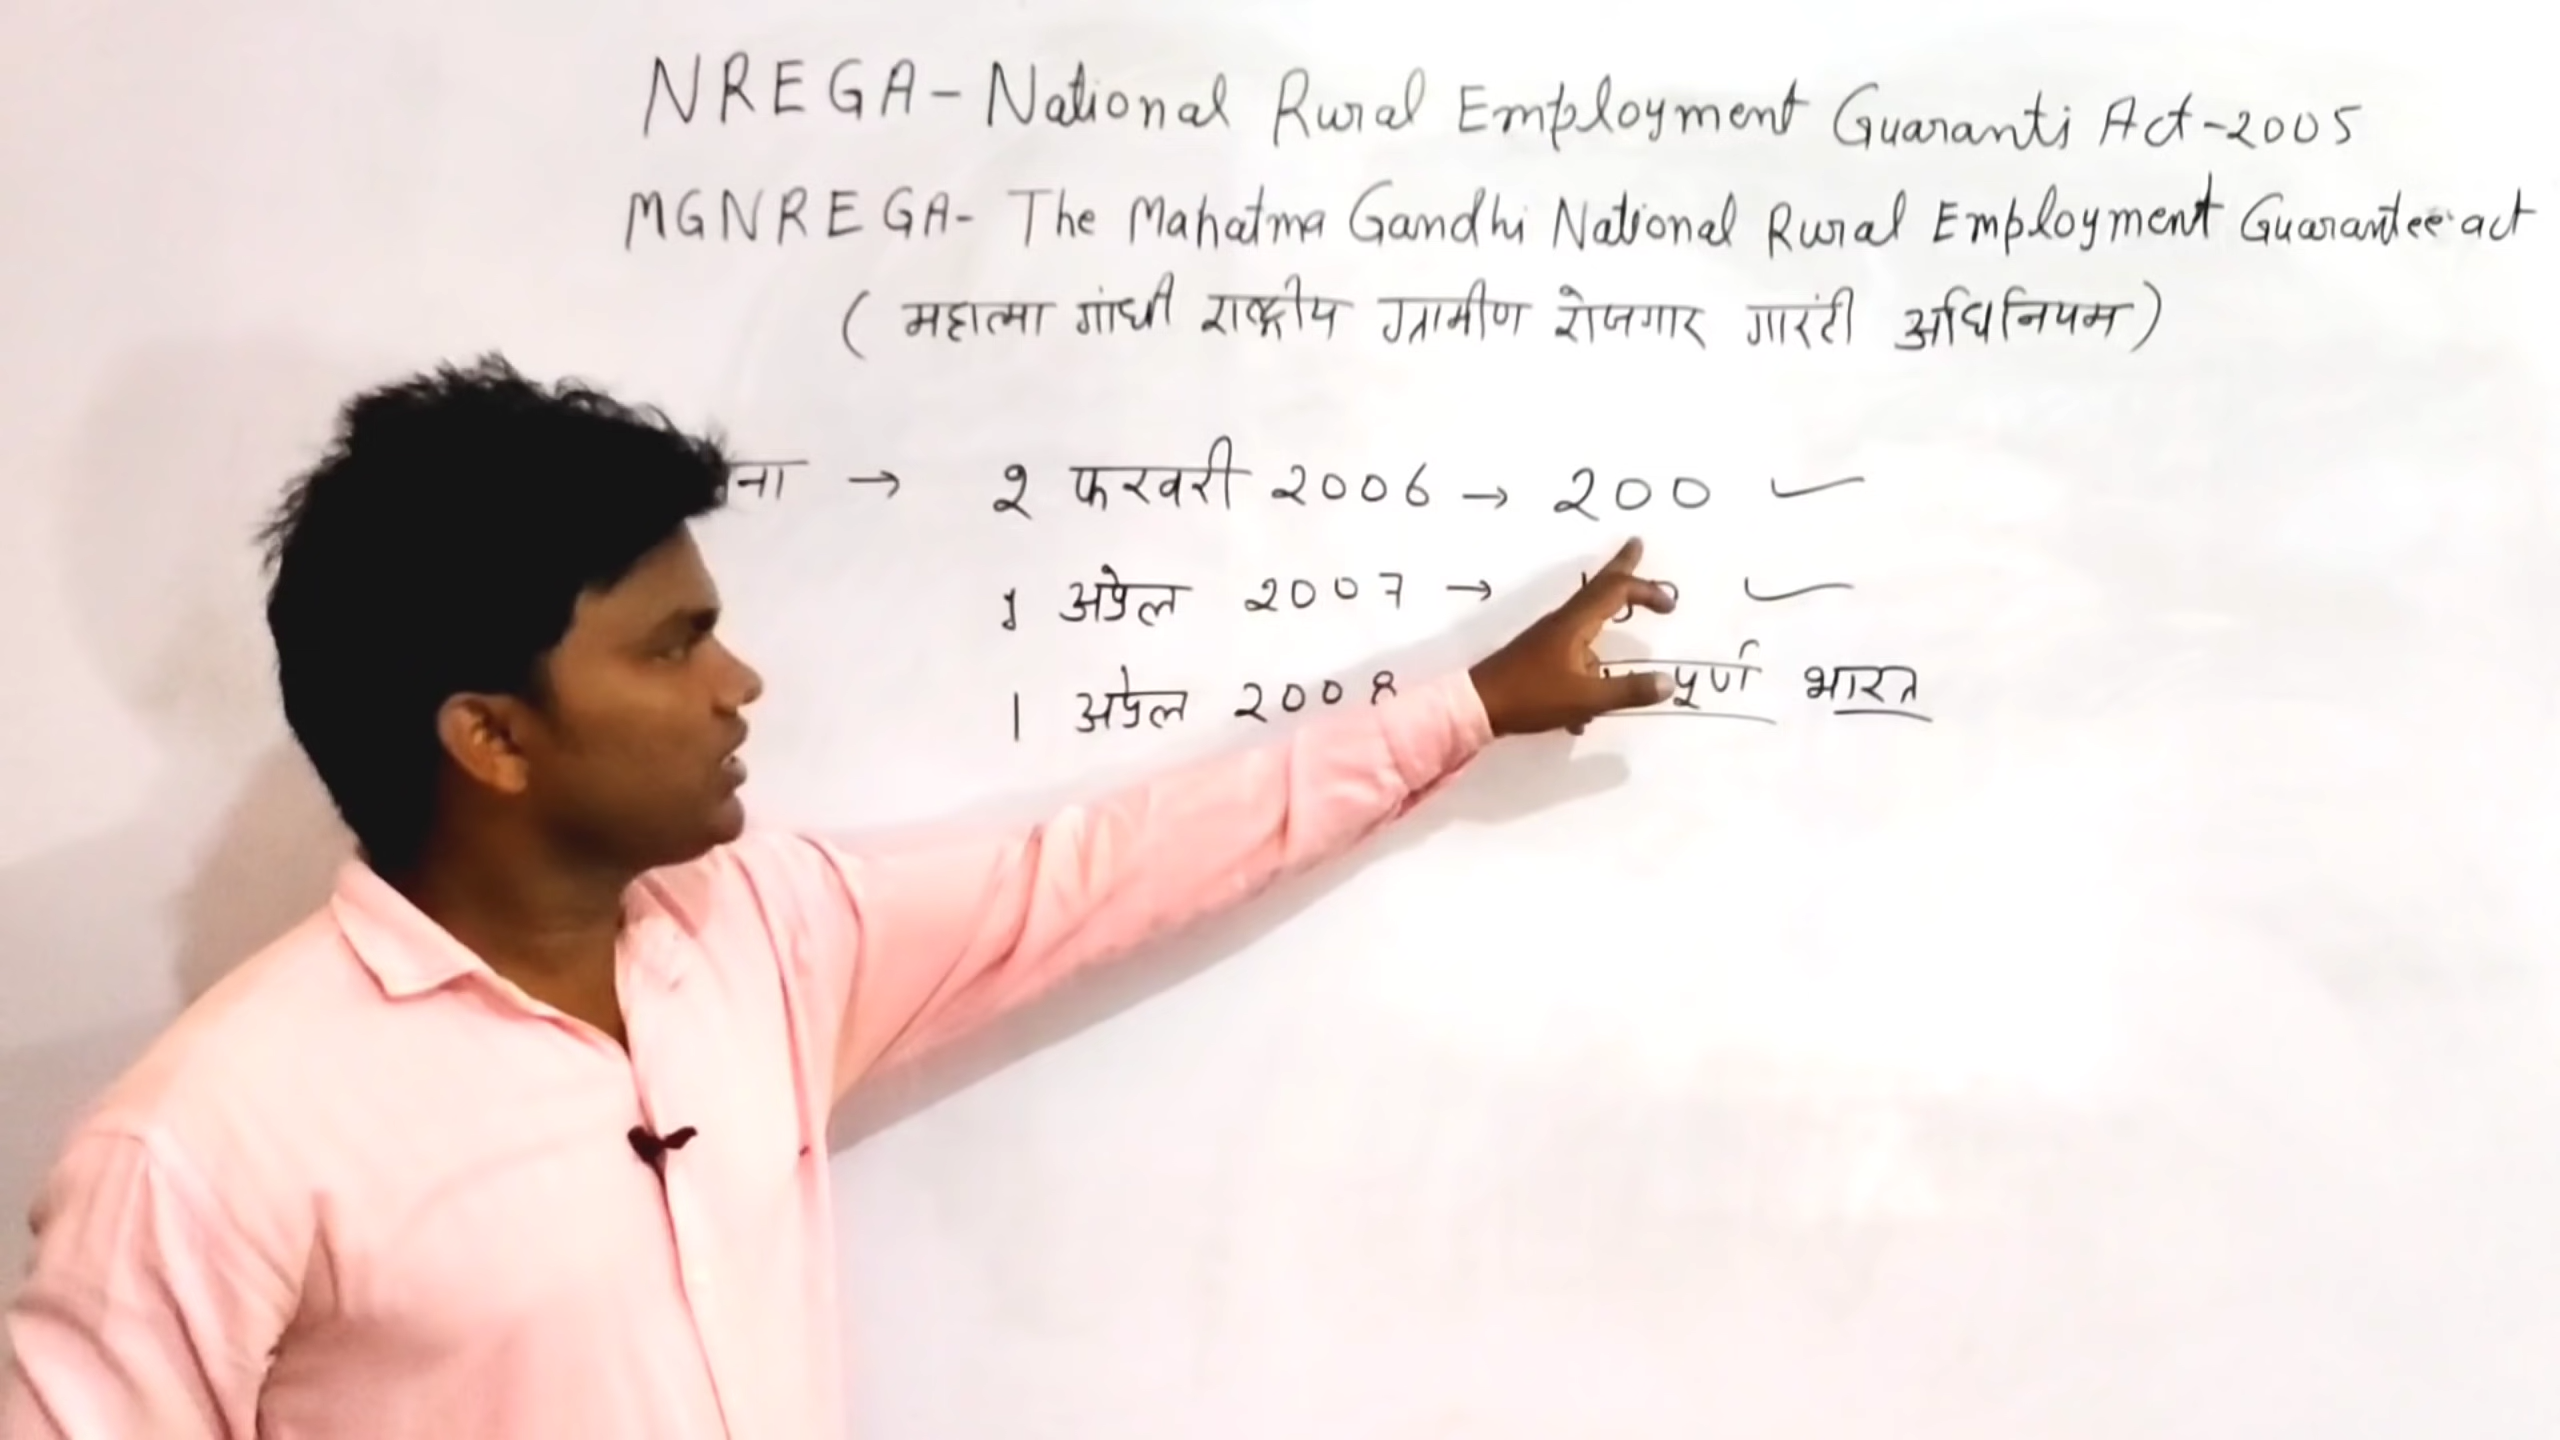 NREGA - National Rural Employment Guaranti Act - 2005
MGNREGA - The Mahatma Gandhi National Rural Employment Guarantee act
( महात्मा गांधी राष्ट्रीय ग्रामीण रोजगार गारंटी अधिनियम )
→ 2 फरवरी 2006 → 200 ✓
1 अप्रेल 2007 → ✓
1 अप्रेल 2008 भारत